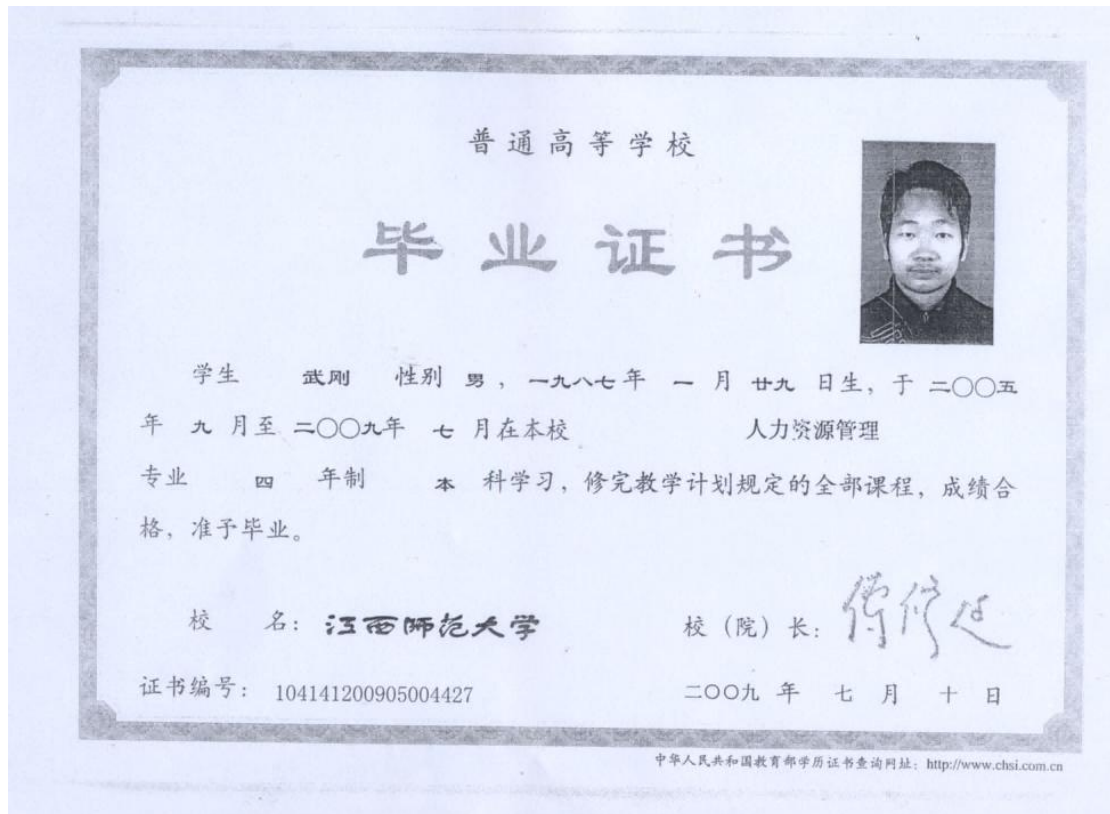 普通高等学校
毕业证书
学生 武刚 性别 男，一九八七年 一 月 廿九 日生，于 二〇〇五
年 九 月至 二〇〇九年 七 月在本校 人力资源管理
专业 四 年制 本 科学习，修完教学计划规定的全部课程，成绩合
格，准予毕业。
校 名：江西师范大学 校（院）长：傅修延
证书编号：104141200905004427 二〇〇九 年 七 月 十 日
中华人民共和国教育部学历证书查询网址：http://www.chsi.com.cn